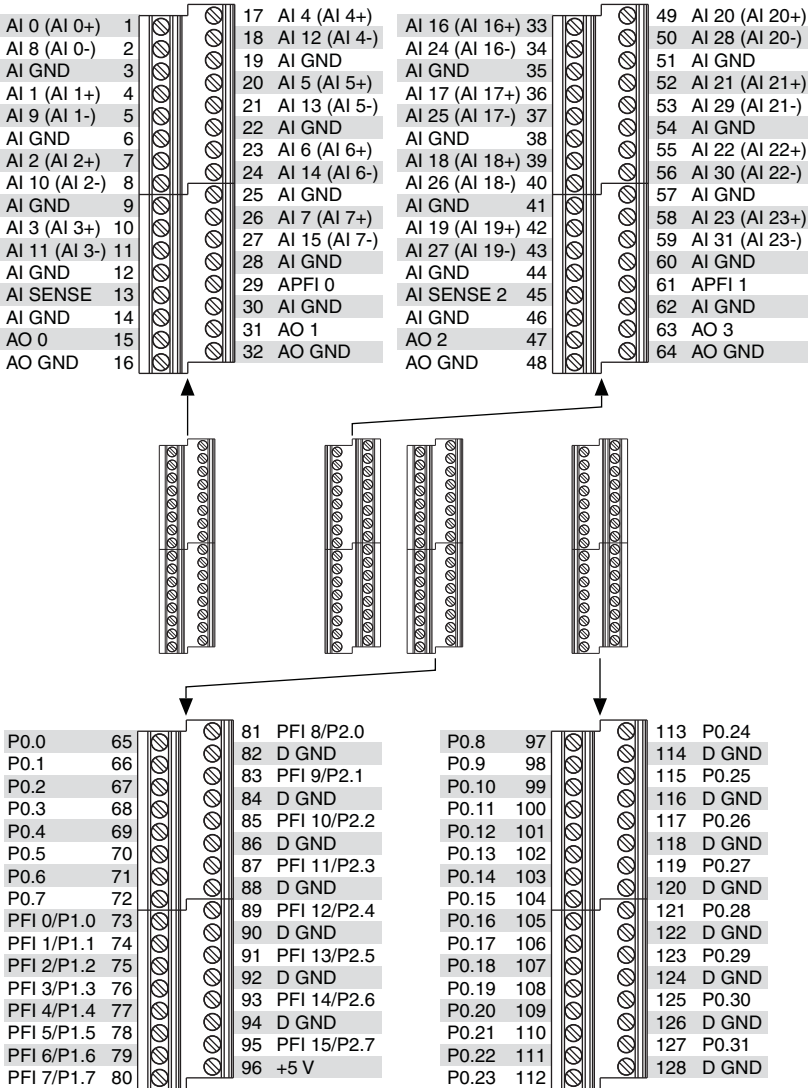 AI 0 (AI 0+) 1
AI 8 (AI 0-) 2
AI GND 3
AI 1 (AI 1+) 4
AI 9 (AI 1-) 5
AI GND 6
AI 2 (AI 2+) 7
AI 10 (AI 2-) 8
AI GND 9
AI 3 (AI 3+) 10
AI 11 (AI 3-) 11
AI GND 12
AI SENSE 13
AI GND 14
AO 0 15
AO GND 16
17 AI 4 (AI 4+)
18 AI 12 (AI 4-)
19 AI GND
20 AI 5 (AI 5+)
21 AI 13 (AI 5-)
22 AI GND
23 AI 6 (AI 6+)
24 AI 14 (AI 6-)
25 AI GND
26 AI 7 (AI 7+)
27 AI 15 (AI 7-)
28 AI GND
29 APFI 0
30 AI GND
31 AO 1
32 AO GND
AI 16 (AI 16+) 33
AI 24 (AI 16-) 34
AI GND 35
AI 17 (AI 17+) 36
AI 25 (AI 17-) 37
AI GND 38
AI 18 (AI 18+) 39
AI 26 (AI 18-) 40
AI GND 41
AI 19 (AI 19+) 42
AI 27 (AI 19-) 43
AI GND 44
AI SENSE 2 45
AI GND 46
AO 2 47
AO GND 48
49 AI 20 (AI 20+)
50 AI 28 (AI 20-)
51 AI GND
52 AI 21 (AI 21+)
53 AI 29 (AI 21-)
54 AI GND
55 AI 22 (AI 22+)
56 AI 30 (AI 22-)
57 AI GND
58 AI 23 (AI 23+)
59 AI 31 (AI 23-)
60 AI GND
61 APFI 1
62 AI GND
63 AO 3
64 AO GND
P0.0 65
P0.1 66
P0.2 67
P0.3 68
P0.4 69
P0.5 70
P0.6 71
P0.7 72
PFI 0/P1.0 73
PFI 1/P1.1 74
PFI 2/P1.2 75
PFI 3/P1.3 76
PFI 4/P1.4 77
PFI 5/P1.5 78
PFI 6/P1.6 79
PFI 7/P1.7 80
81 PFI 8/P2.0
82 D GND
83 PFI 9/P2.1
84 D GND
85 PFI 10/P2.2
86 D GND
87 PFI 11/P2.3
88 D GND
89 PFI 12/P2.4
90 D GND
91 PFI 13/P2.5
92 D GND
93 PFI 14/P2.6
94 D GND
95 PFI 15/P2.7
96 +5 V
P0.8 97
P0.9 98
P0.10 99
P0.11 100
P0.12 101
P0.13 102
P0.14 103
P0.15 104
P0.16 105
P0.17 106
P0.18 107
P0.19 108
P0.20 109
P0.21 110
P0.22 111
P0.23 112
113 P0.24
114 D GND
115 P0.25
116 D GND
117 P0.26
118 D GND
119 P0.27
120 D GND
121 P0.28
122 D GND
123 P0.29
124 D GND
125 P0.30
126 D GND
127 P0.31
128 D GND